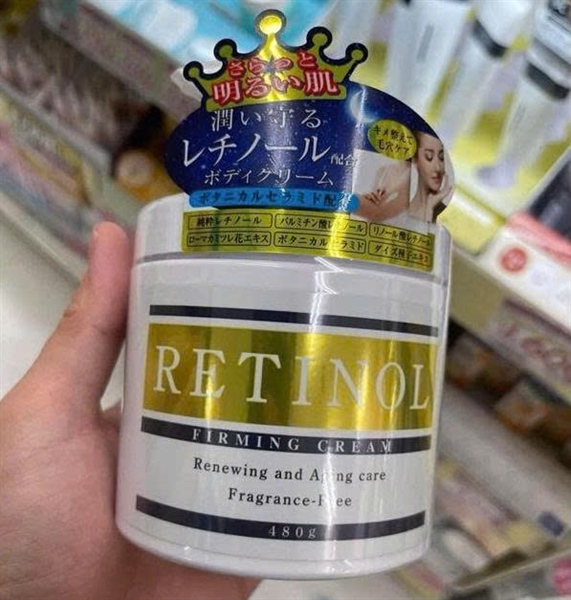 さらっと
明るい肌
潤い守る
レチノール配合
ボディクリーム
ボタニカルセラミド配合
キメ整えて
毛穴ケア
純粋レチノール パルミチン酸レチノール リノール酸レチノール
ローマカミツレ花エキス ボタニカルセラミド ダイズ種子エキス
RETINOL
FIRMING CREAM
Renewing and Aging care
Fragrance-Free
480g